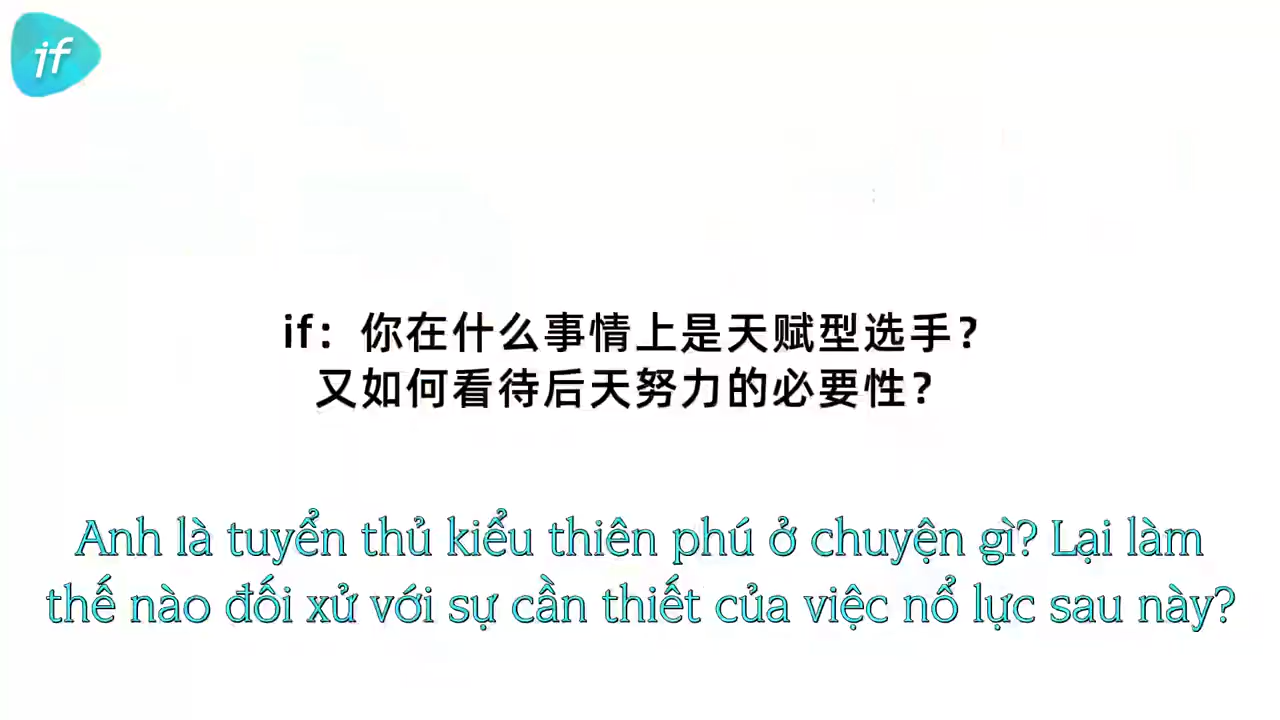 if
if：你在什么事情上是天赋型选手？
又如何看待后天努力的必要性？
Anh là tuyển thủ kiểu thiên phú ở chuyện gì? Lại làm
thế nào đối xử với sự cần thiết của việc nổ lực sau này?